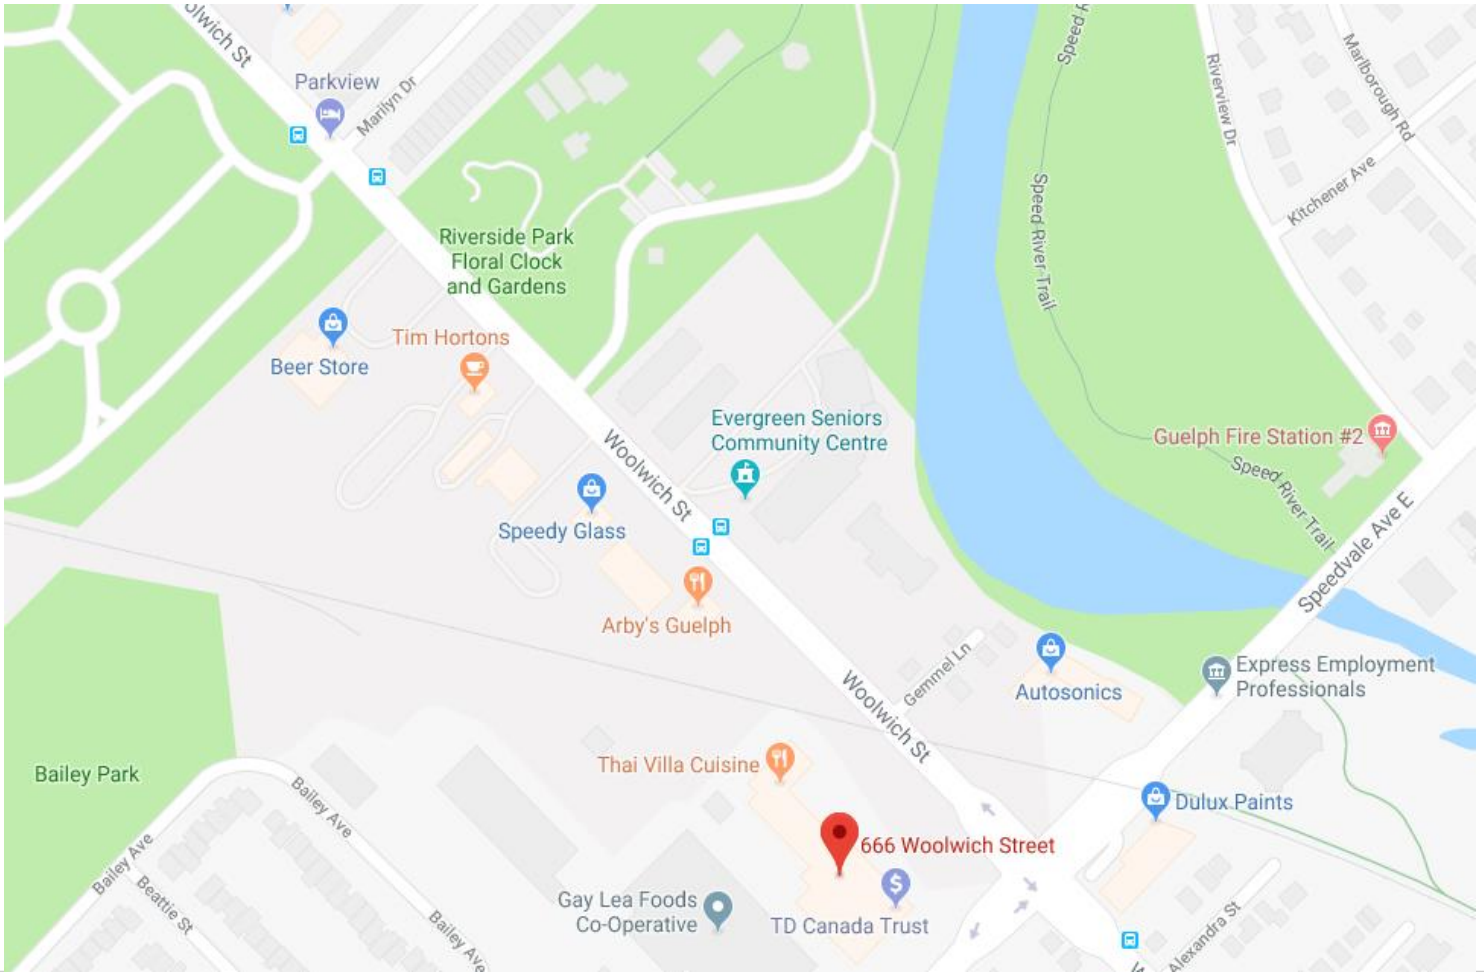 olwich St
Parkview
Marilyn Dr
Speed R
Speed River Trail
Riverview Dr
Marlborough Rd
Kitchener Ave
Riverside Park
Floral Clock
and Gardens
Beer Store
Tim Hortons
Evergreen Seniors
Community Centre
Guelph Fire Station #2
Speed River Trail
Speedvale Ave E
Woolwich St
Speedy Glass
Arby's Guelph
Gemmel Ln
Woolwich St
Autosonics
Express Employment
Professionals
Bailey Park
Thai Villa Cuisine
Bailey Ave
Dulux Paints
666 Woolwich Street
Bailey Ave
Beattie St
Gay Lea Foods
Co-Operative
TD Canada Trust
$
Bailey Ave
Alexandra St
W